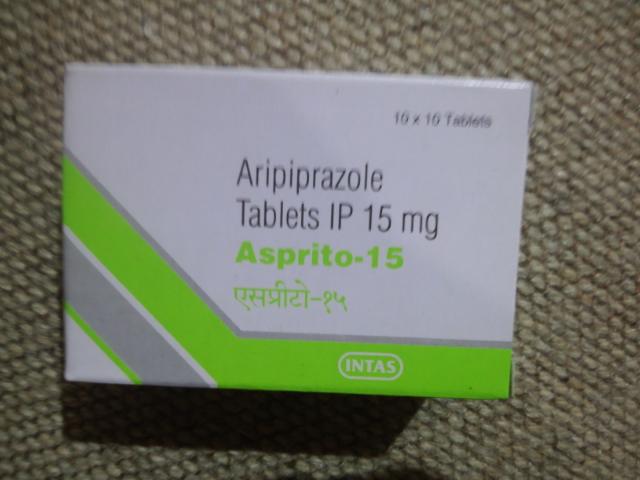 10 x 10 Tablets
Aripiprazole
Tablets IP 15 mg
Asprito-15
एसप्रीटो-१५
INTAS